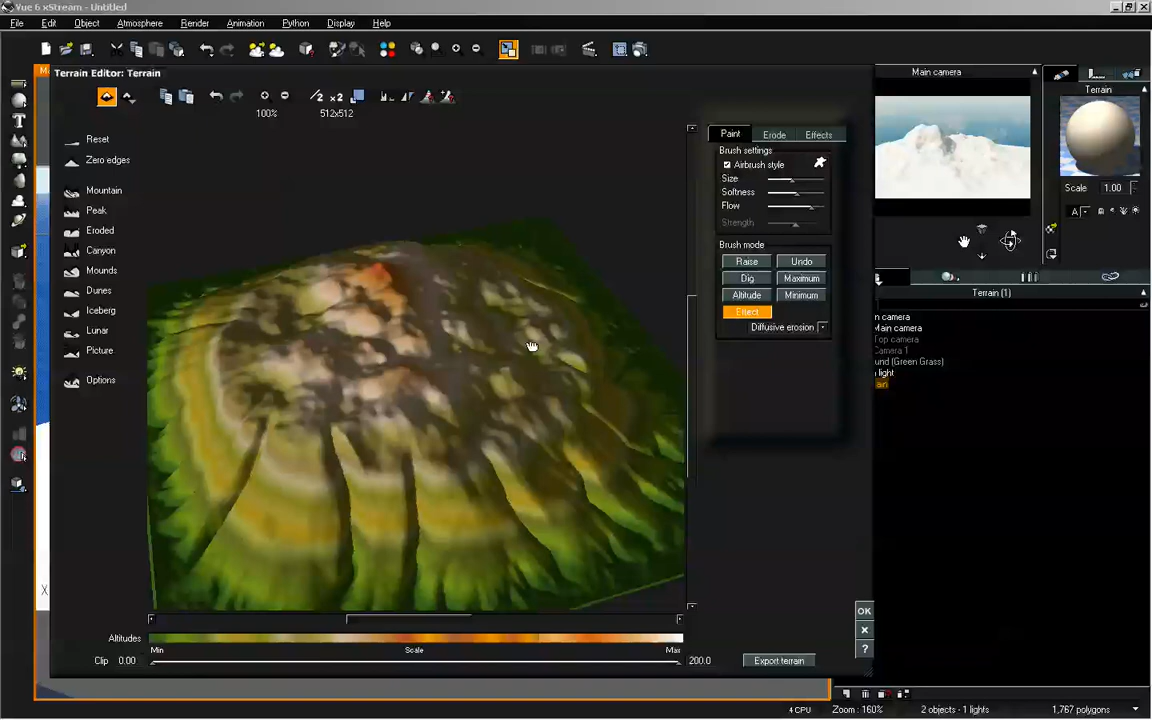 Vue 6 xStream - Untitled
File Edit Object Atmosphere Render Animation Python Display Help
Terrain Editor: Terrain
100% 512x512
Reset
Zero edges
Mountain
Peak
Eroded
Canyon
Mounds
Dunes
Iceberg
Lunar
Picture
Options
Paint Erode Effects
Brush settings
Airbrush style
Size
Softness
Flow
Strength
Brush mode
Raise Undo
Dig Maximum
Altitude Minimum
Effect
Diffusive erosion
Altitudes
Min Scale Max
Clip 0.00 200.0
Export terrain
OK
?
Main camera
Terrain
Scale 1.00
A
Terrain (1)
n camera
Main camera
Top camera
Camera 1
ound (Green Grass)
light
ain
X
4 CPU Zoom : 160% 2 objects - 1 lights 1,767 polygons